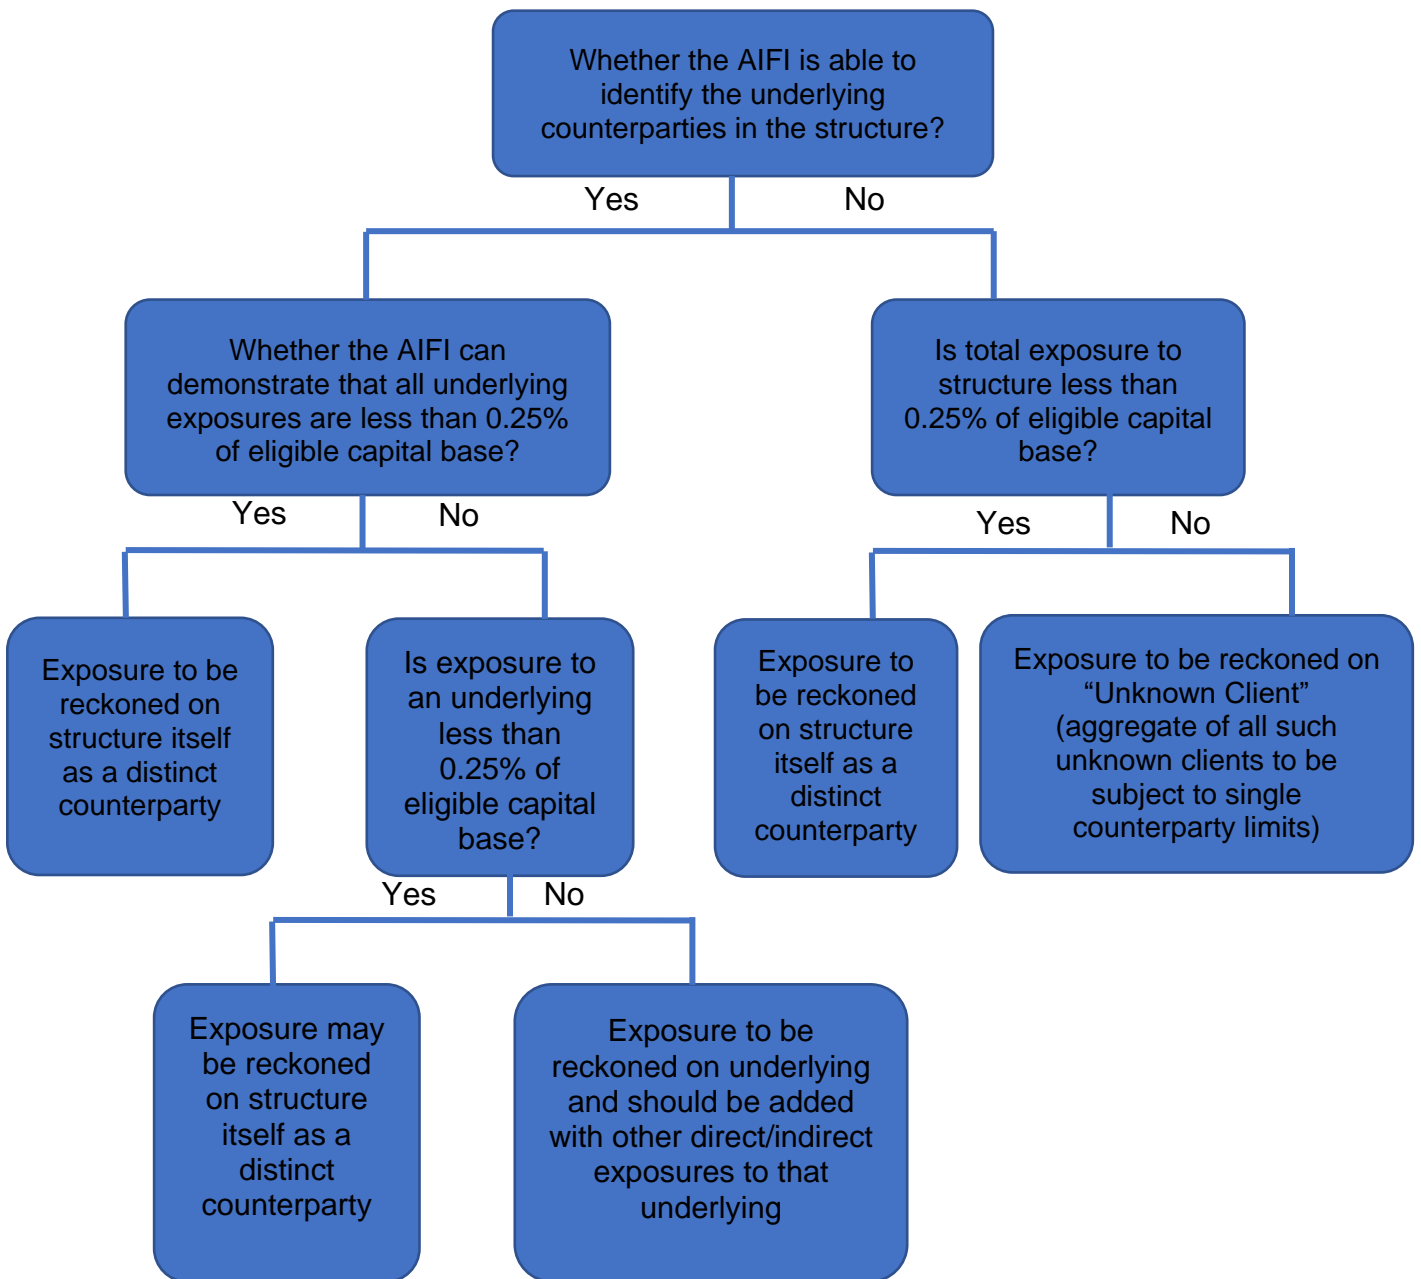 Whether the AIFI is able to
identify the underlying
counterparties in the structure?
Yes
No
Whether the AIFI can
demonstrate that all underlying
exposures are less than 0.25%
of eligible capital base?
Is total exposure to
structure less than
0.25% of eligible capital
base?
Yes
No
Yes
No
Exposure to be
reckoned on
structure itself
as a distinct
counterparty
Is exposure to
an underlying
less than
0.25% of
eligible capital
base?
Exposure to
be reckoned
on structure
itself as a
distinct
counterparty
Exposure to be reckoned on
“Unknown Client”
(aggregate of all such
unknown clients to be
subject to single
counterparty limits)
Yes
No
Exposure may
be reckoned
on structure
itself as a
distinct
counterparty
Exposure to be
reckoned on underlying
and should be added
with other direct/indirect
exposures to that
underlying